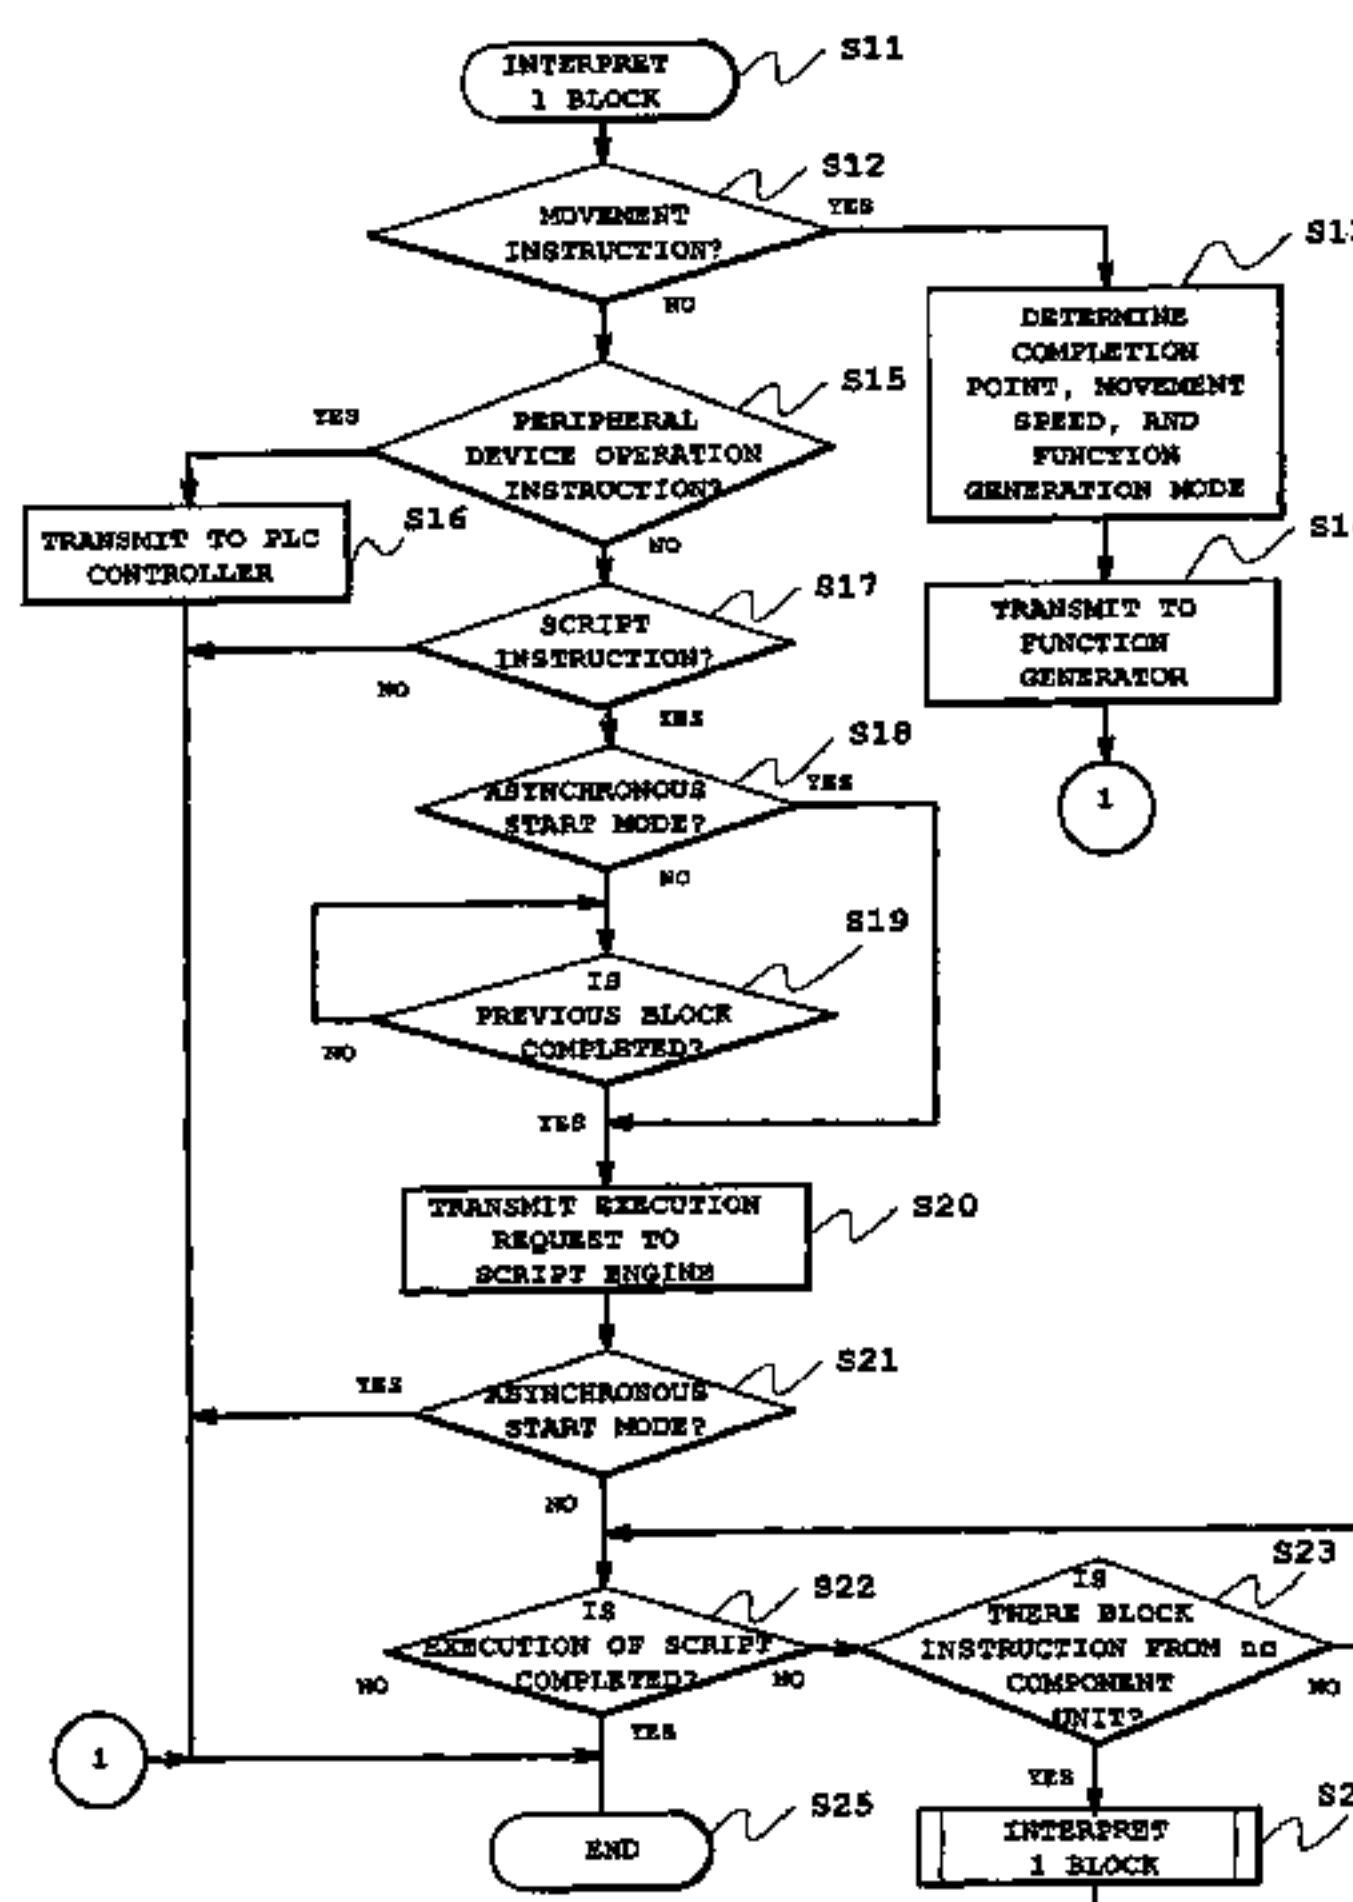 INTERPRET
1 BLOCK
S11
S12
MOVEMENT
INSTRUCTION?
YES
NO
DETERMINE
COMPLETION
POINT, MOVEMENT
SPEED, AND
FUNCTION
GENERATION MODE
S15
YES
PERIPHERAL
DEVICE OPERATION
INSTRUCTION?
NO
TRANSMIT TO PLC
CONTROLLER
S16
TRANSMIT TO
FUNCTION
GENERATOR
1
S17
SCRIPT
INSTRUCTION?
NO
YES
S18
ASYNCHRONOUS
START MODE?
YES
NO
S19
IS
PREVIOUS BLOCK
COMPLETED?
NO
YES
TRANSMIT EXECUTION
REQUEST TO
SCRIPT ENGINE
S20
S21
ASYNCHRONOUS
START MODE?
YES
NO
S22
IS
EXECUTION OF SCRIPT
COMPLETED?
NO
NO
YES
S23
IS
THERE BLOCK
INSTRUCTION FROM nc
COMPONENT
UNIT?
NO
YES
1
INTERPRET
1 BLOCK
END
S25